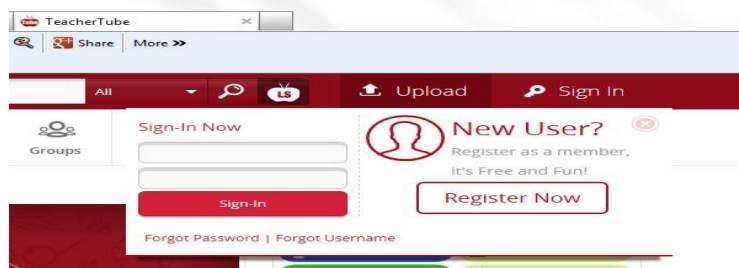 Tube TeacherTube
Share More >>
All LS Upload Sign In
Groups
Sign-In Now
Sign-In
Forgot Password | Forgot Username
New User?
Register as a member,
it's Free and Fun!
Register Now